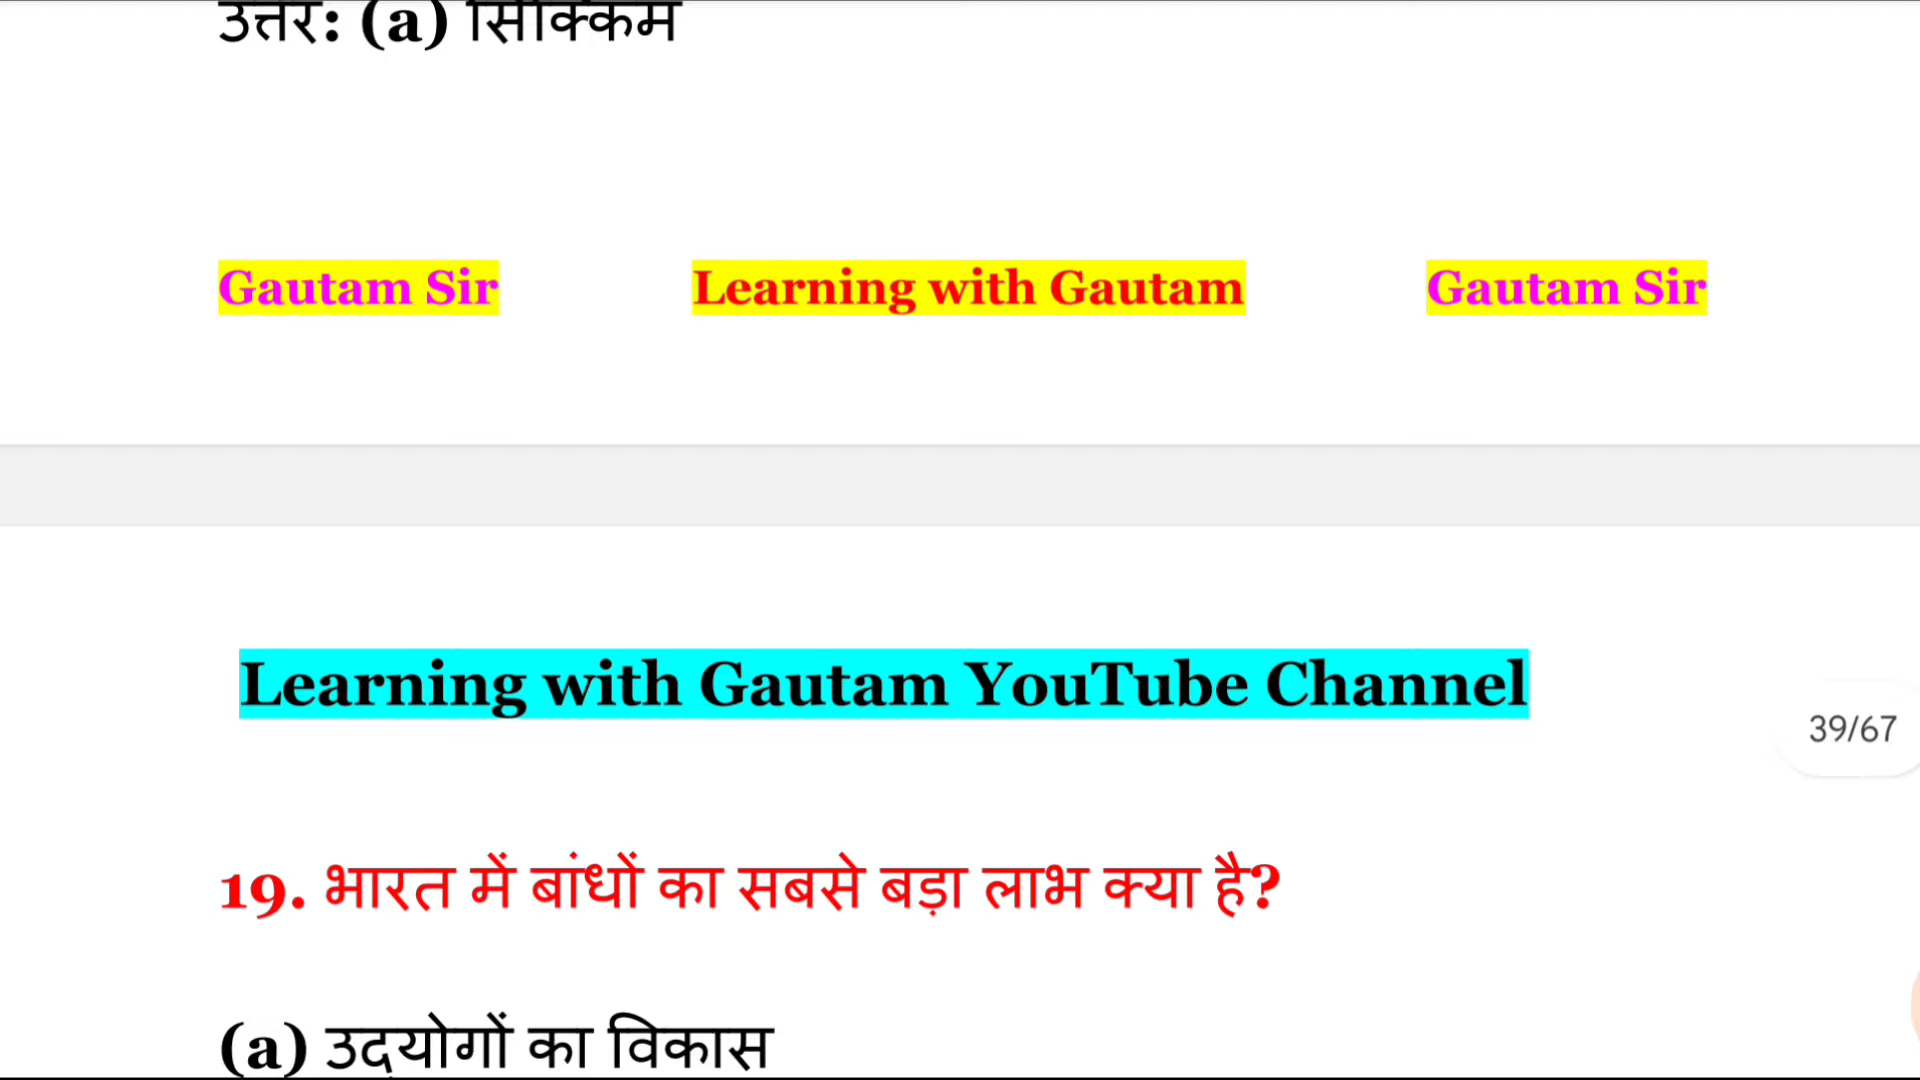 उत्तर: (a) सिक्किम
Gautam Sir Learning with Gautam Gautam Sir
Learning with Gautam YouTube Channel
39/67
19. भारत में बांधों का सबसे बड़ा लाभ क्या है?
(a) उद्योगों का विकास